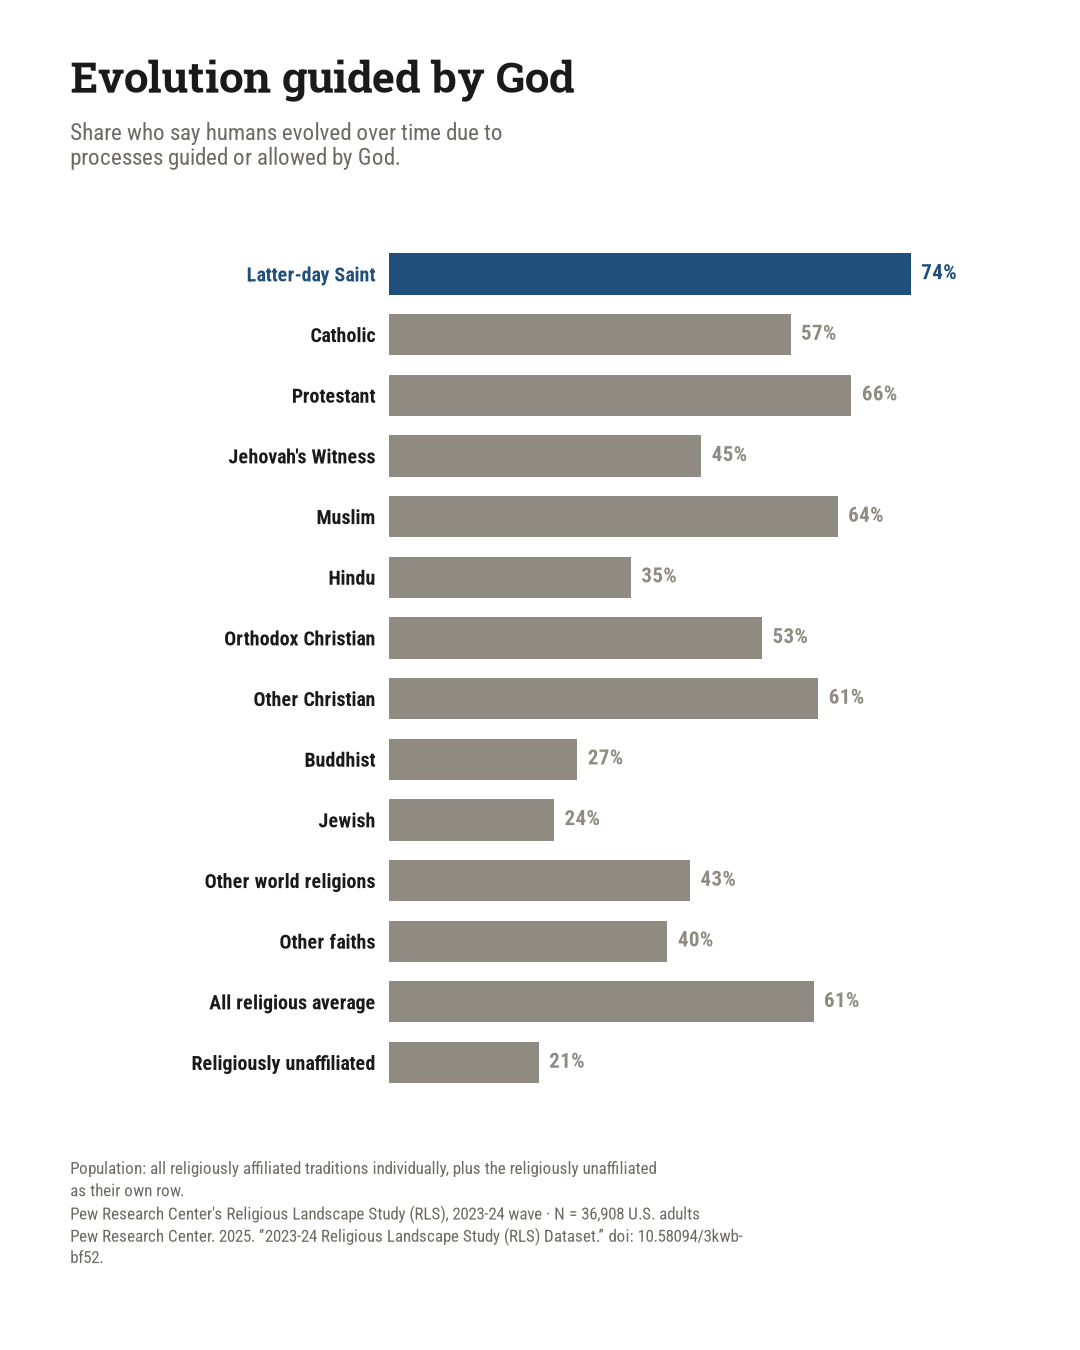 Evolution guided by God
Share who say humans evolved over time due to
processes guided or allowed by God.
Latter-day Saint 74%
Catholic 57%
Protestant 66%
Jehovah's Witness 45%
Muslim 64%
Hindu 35%
Orthodox Christian 53%
Other Christian 61%
Buddhist 27%
Jewish 24%
Other world religions 43%
Other faiths 40%
All religious average 61%
Religiously unaffiliated 21%
Population: all religiously affiliated traditions individually, plus the religiously unaffiliated
as their own row.
Pew Research Center's Religious Landscape Study (RLS), 2023-24 wave · N = 36,908 U.S. adults
Pew Research Center. 2025. “2023-24 Religious Landscape Study (RLS) Dataset.” doi: 10.58094/3kwb-
bf52.